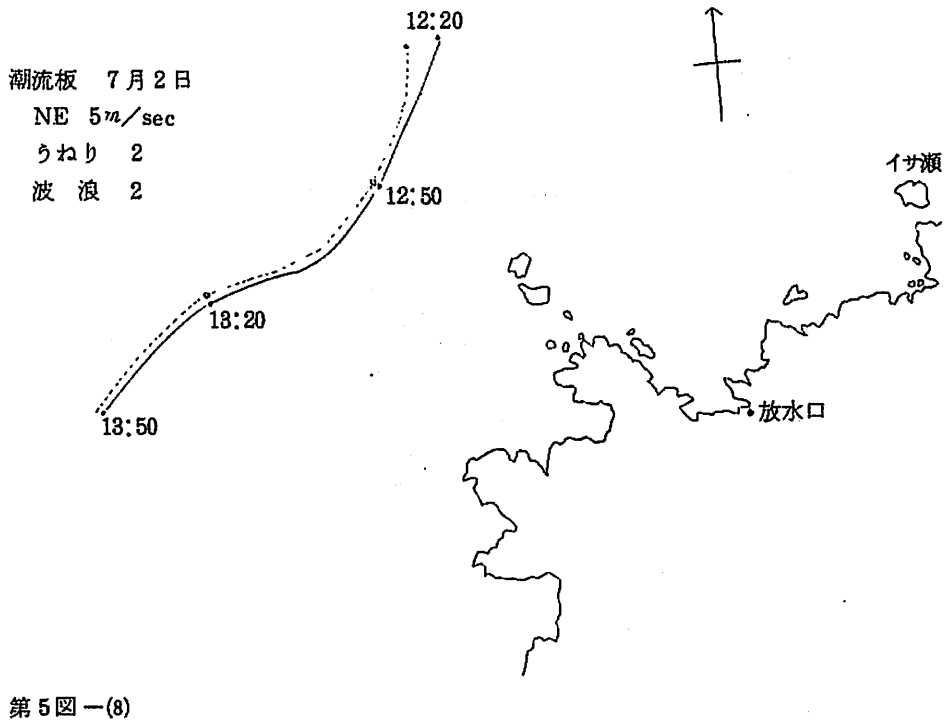 12:20
潮流板 7月2日
NE 5m/sec
うねり 2
波浪 2
イサ瀬
12:50
13:20
放水口
13:50
第5図-(8)